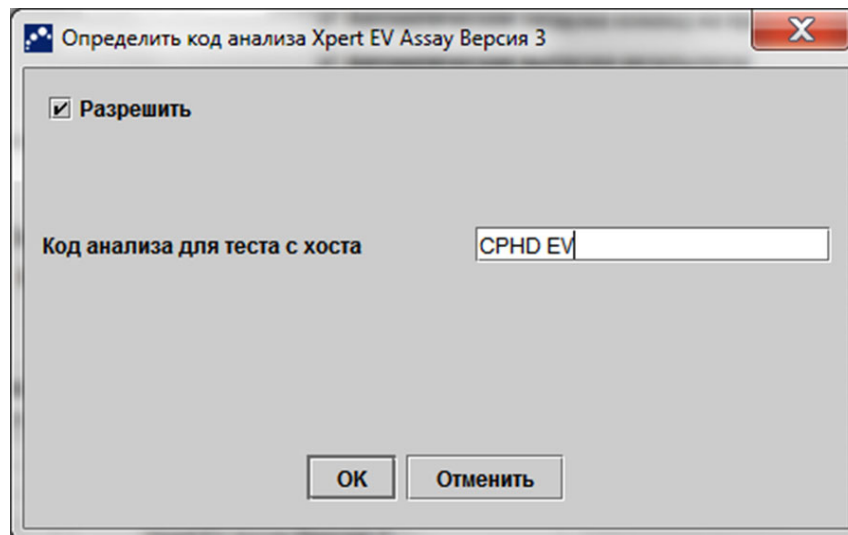 Определить код анализа Xpert EV Assay Версия 3
Разрешить
Код анализа для теста с хоста
CPHD EV
OK
Отменить